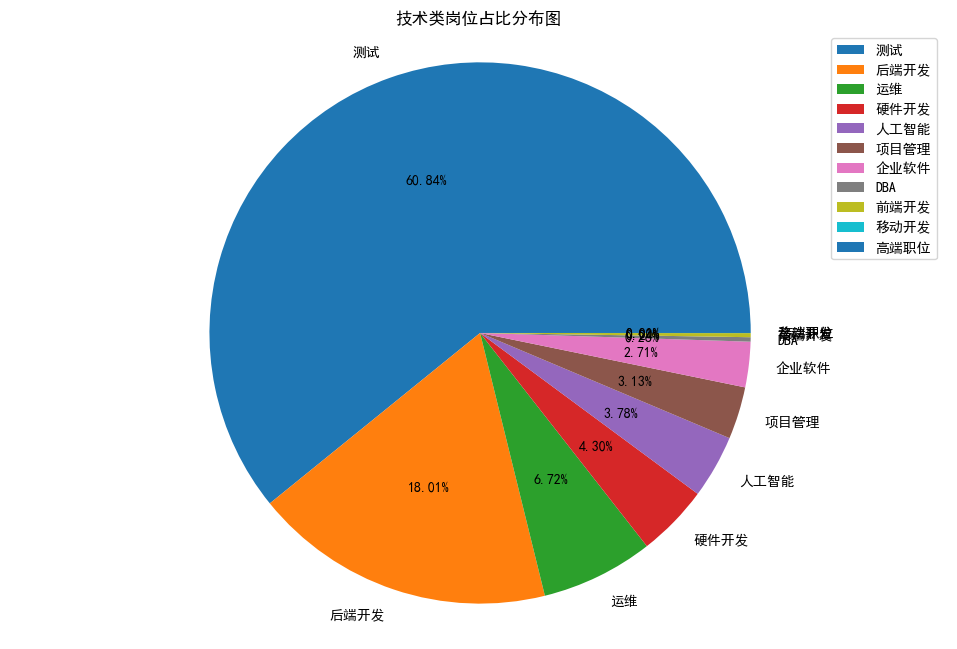 技术类岗位占比分布图
测试
后端开发
运维
硬件开发
人工智能
项目管理
企业软件
DBA
前端开发
移动开发
高端职位
测试
60.84%
18.01%
6.72%
4.30%
3.78%
3.13%
2.71%
DBA
企业软件
项目管理
人工智能
硬件开发
运维
后端开发